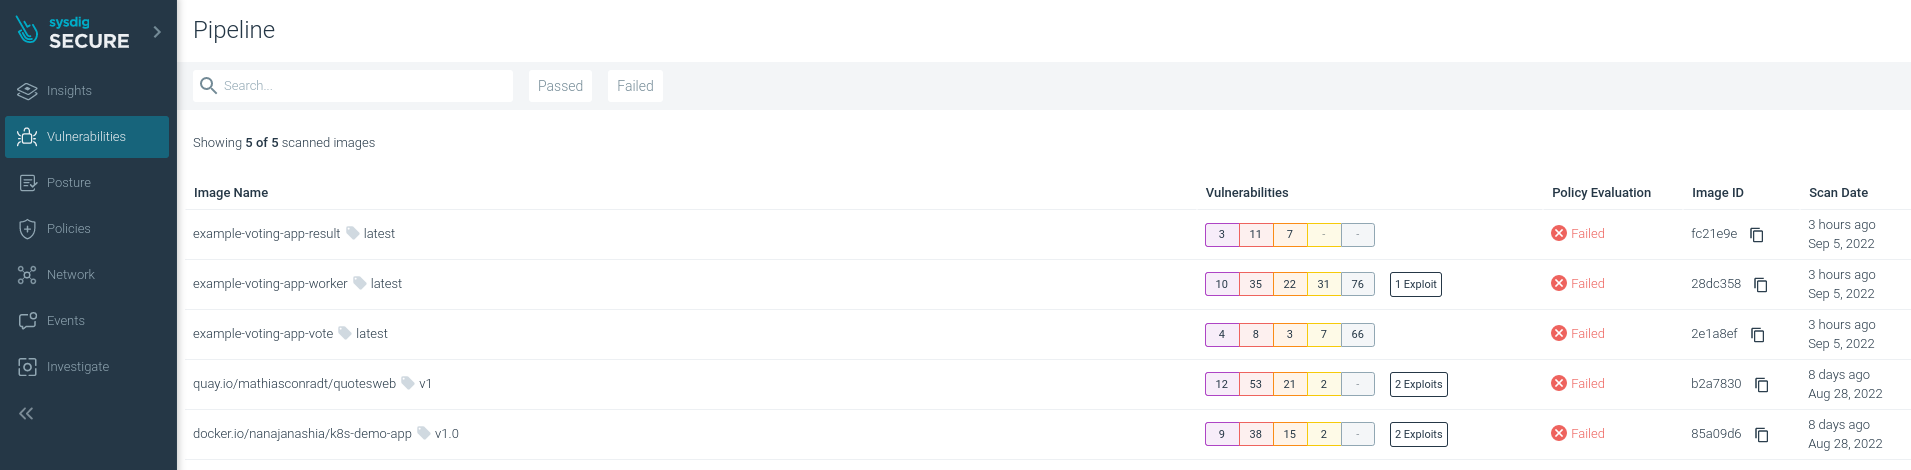 sysdig
SECURE
Insights
Vulnerabilities
Posture
Policies
Network
Events
Investigate
Pipeline
Search...
Passed
Failed
Showing 5 of 5 scanned images
Image Name Vulnerabilities Policy Evaluation Image ID Scan Date
example-voting-app-result latest 3 11 7 - - Failed fc21e9e 3 hours ago
Sep 5, 2022
example-voting-app-worker latest 10 35 22 31 76 1 Exploit Failed 28dc358 3 hours ago
Sep 5, 2022
example-voting-app-vote latest 4 8 3 7 66 Failed 2e1a8ef 3 hours ago
Sep 5, 2022
quay.io/mathiasconradt/quotesweb v1 12 53 21 2 - 2 Exploits Failed b2a7830 8 days ago
Aug 28, 2022
docker.io/nanajanashia/k8s-demo-app v1.0 9 38 15 2 - 2 Exploits Failed 85a09d6 8 days ago
Aug 28, 2022